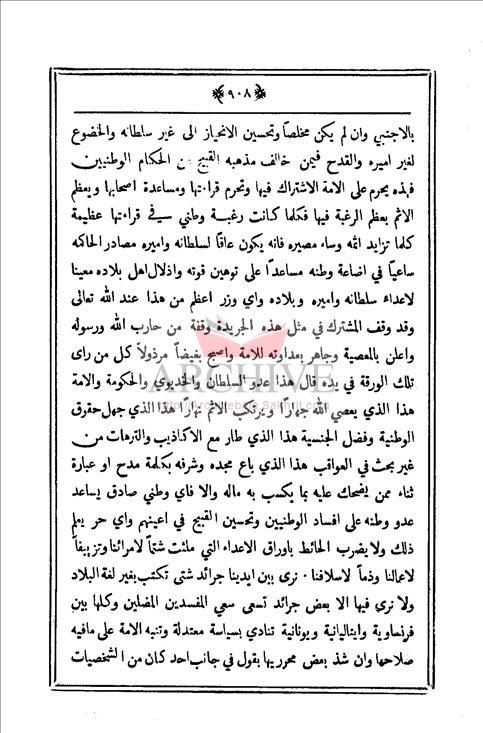 ٩٠٨
بالاجنبي وان لم يكن مخلصاً وتحسين الانحياز الى غير سلطانه والخضوع
لغير اميره والقدح فيمن خالف مذهبه القبيح من الحكام الوطنيين
فهذه يحرم على الامة الاشتراك فيها وتحرم قراءتها ومساعدة اصحابها ويعظم
الاثم بعظم الرغبة فيها فكلما كانت رغبة وطني في قراءتها عظيمة
كلما تزايد اثمه وساء مصيره فانه يكون عاقاً لسلطانه واميره مصادر الحاكمه
ساعياً في اضاعة وطنه مساعداً على توهين قوته واذلال اهل بلاده معينا
لاعداء سلطانه واميره وبلاده واي وزر اعظم من هذا عند الله تعالى
وقد وقف المشترك في مثل هذه الجريدة وقفة من حارب الله ورسوله
واعلن بالمعصية وجاهر بعداوته للامة واصبح بغيضاً مرذولاً كل من راى
تلك الورقة في يده قال هذا عدو السلطان والخديوي والحكومة والامة
هذا الذي يعصي الله جهارًا ويرتكب الاثم نهارًا هذا الذي جهل حقوق
الوطنية وفضل الجنسية هذا الذي طار مع الاكاذيب والترهات من
غير بحث في العواقب هذا الذي باع مجده وشرفه بكلمة مدح او عبارة
ثناء ممن يضحك عليه بما يكسب به ماله والا فاي وطني صادق يساعد
عدو وطنه على افساد الوطنيين وتحسين القبيح في اعينهم واي حر يعلم
ذلك ولا يضرب الحائط باوراق الاعداء التي ملئت شتماً لامرائنا وتزييفاً
لاعمالنا وذماً لاسلافنا . نرى بين ايدينا جرائد شتى تكتب بغير لغة البلاد
ولا نرى فيها الا بعض جرائد تسعى سعي المفسدين المضلين وكلها بين
فرنساوية وايتاليانية ويونانية تنادي بسياسة معتدلة وتنبه الامة على مافيه
صلاحها وان شذ بعض محرريها بقول في جانب احد كان من الشخصيات
ARCHIVE